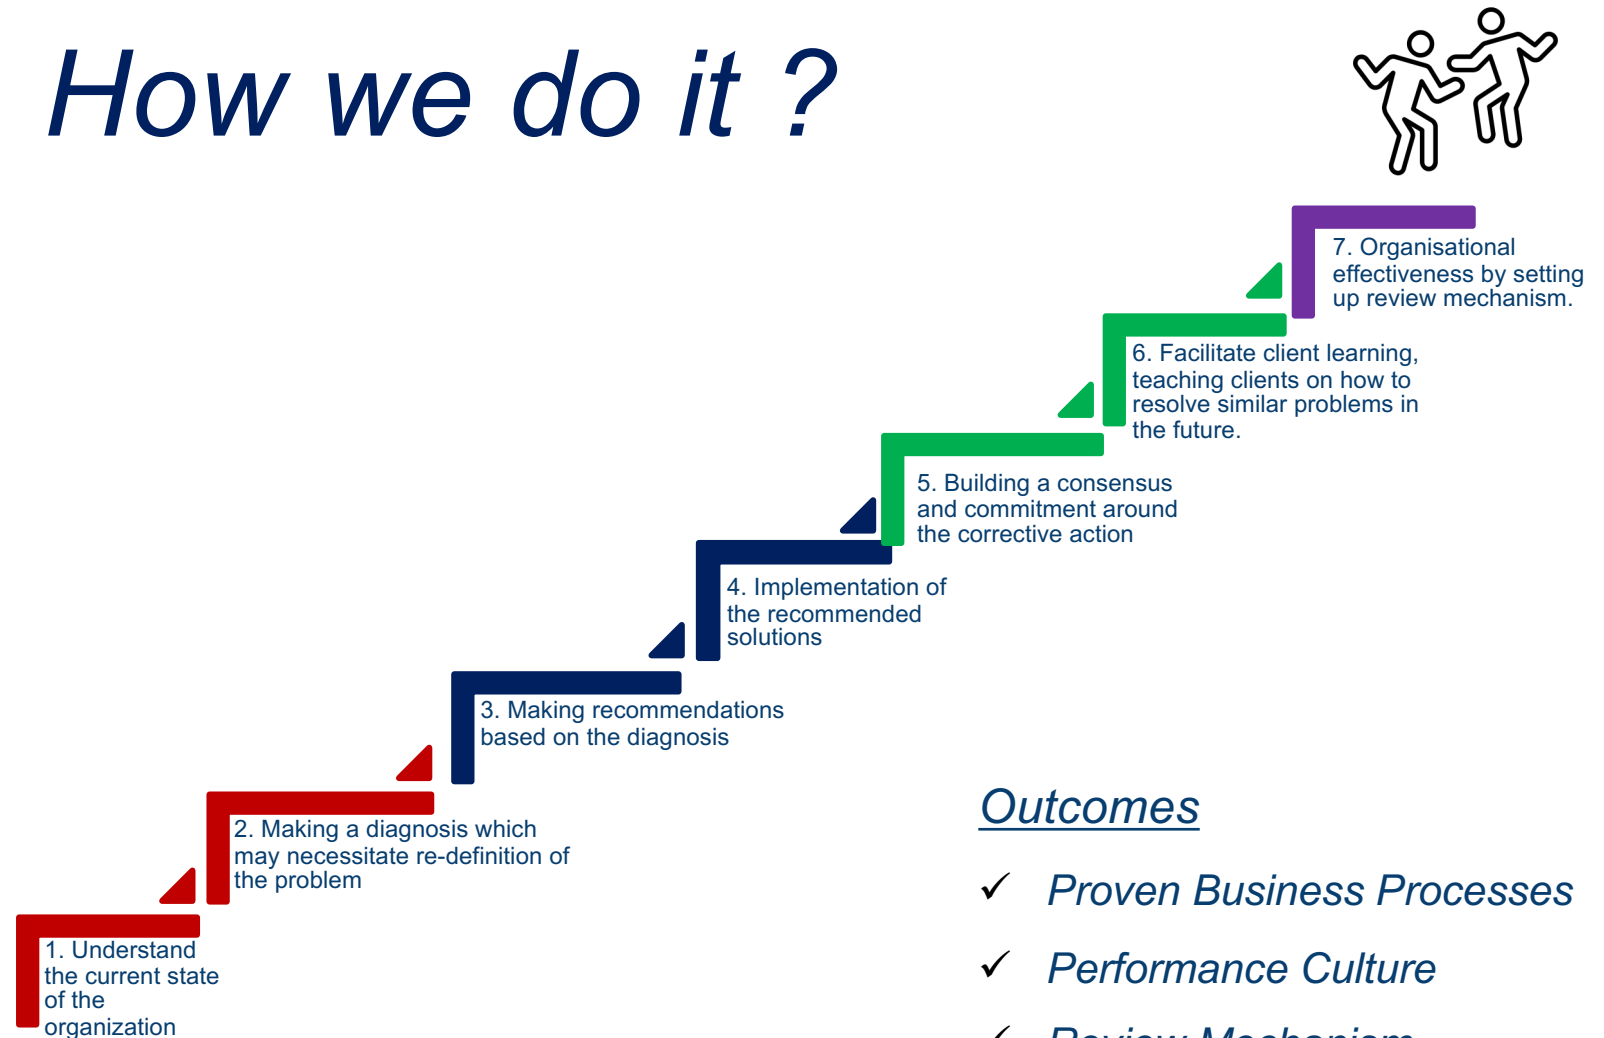 How we do it ?
7. Organisational
effectiveness by setting
up review mechanism.
6. Facilitate client learning,
teaching clients on how to
resolve similar problems in
the future.
5. Building a consensus
and commitment around
the corrective action
4. Implementation of
the recommended
solutions
3. Making recommendations
based on the diagnosis
2. Making a diagnosis which
may necessitate re-definition of
the problem
1. Understand
the current state
of the
organization
Outcomes
✓ Proven Business Processes
✓ Performance Culture
✓ Review Mechanism